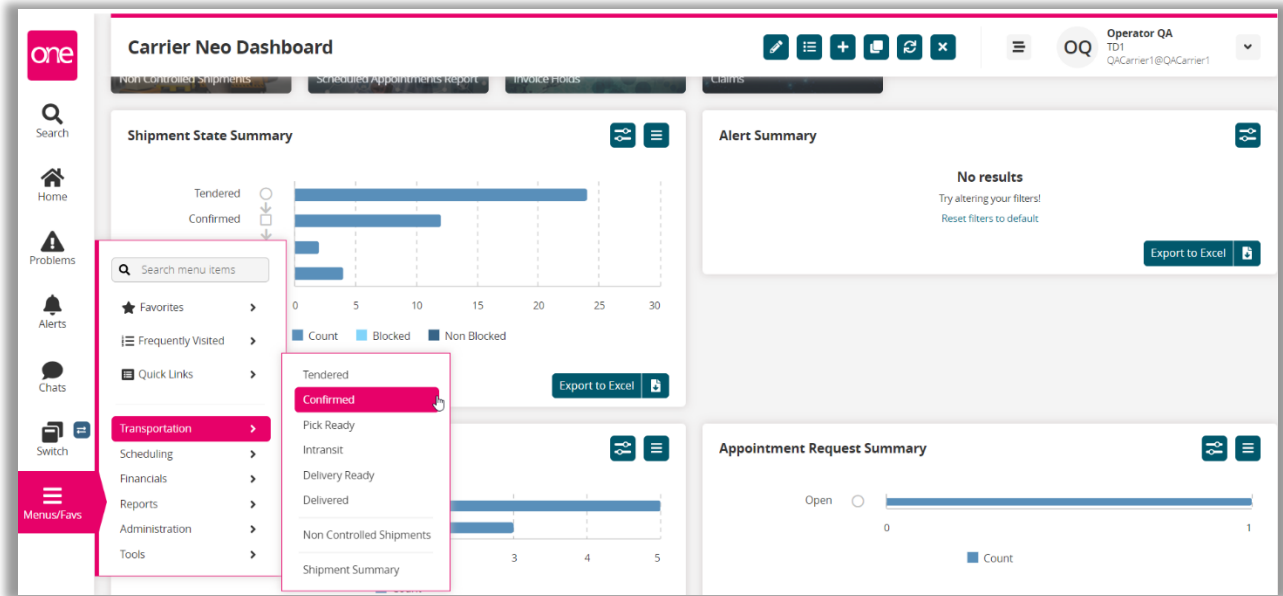 one
Carrier Neo Dashboard
OQ
Operator QA
TD1
QACarrier1@QACarrier1
Non Controlled Shipments
Scheduled Appointments Report
Invoice Holds
Claims
Search
Home
Problems
Alerts
Chats
Switch
Menus/Favs
Shipment State Summary
Tendered
Confirmed
0 5 10 15 20 25 30
Count Blocked Non Blocked
Export to Excel
Alert Summary
No results
Try altering your filters!
Reset filters to default
Export to Excel
Search menu items
Favorites
Frequently Visited
Quick Links
Transportation
Scheduling
Financials
Reports
Administration
Tools
Tendered
Confirmed
Pick Ready
Intransit
Delivery Ready
Delivered
Non Controlled Shipments
Shipment Summary
3 4 5
Appointment Request Summary
Open
0 1
Count